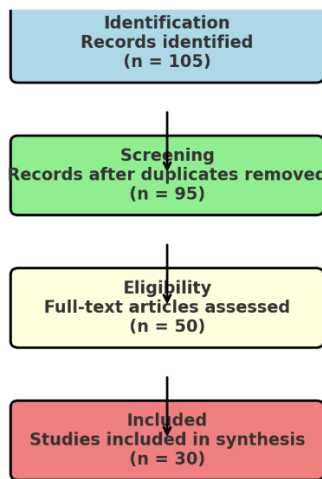 Identification
Records identified
(n = 105)
Screening
Records after duplicates removed
(n = 95)
Eligibility
Full-text articles assessed
(n = 50)
Included
Studies included in synthesis
(n = 30)